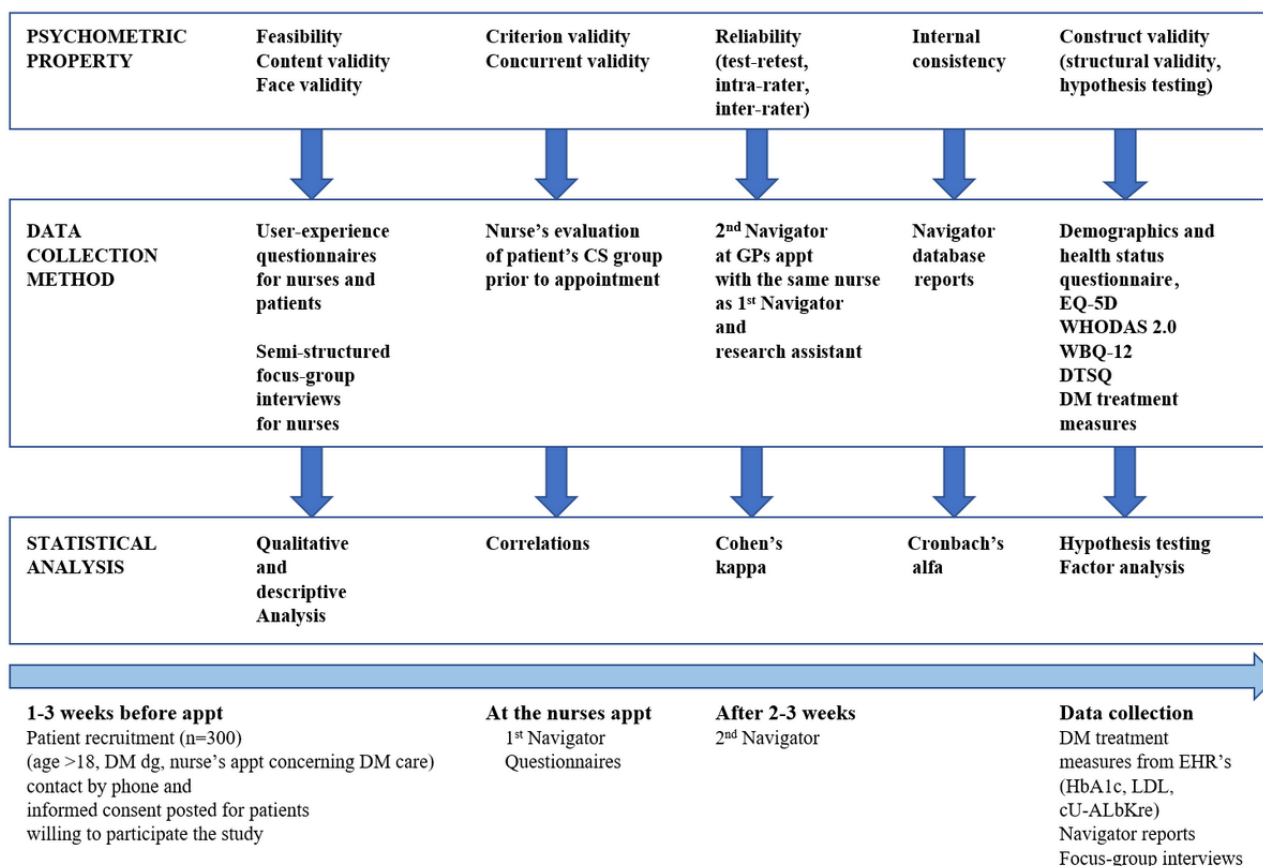 PSYCHOMETRIC
PROPERTY
Feasibility
Content validity
Face validity
Criterion validity
Concurrent validity
Reliability
(test-retest,
intra-rater,
inter-rater)
Internal
consistency
Construct validity
(structural validity,
hypothesis testing)
DATA
COLLECTION
METHOD
User-experience
questionnaires
for nurses and
patients
Semi-structured
focus-group
interviews
for nurses
Nurse's evaluation
of patient's CS group
prior to appointment
2nd Navigator
at GPs appt
with the same nurse
as 1st Navigator
and
research assistant
Navigator
database
reports
Demographics and
health status
questionnaire,
EQ-5D
WHODAS 2.0
WBQ-12
DTSQ
DM treatment
measures
STATISTICAL
ANALYSIS
Qualitative
and
descriptive
Analysis
Correlations
Cohen's
kappa
Cronbach's
alfa
Hypothesis testing
Factor analysis
1-3 weeks before appt
Patient recruitment (n=300)
(age >18, DM dg, nurse's appt concerning DM care)
contact by phone and
informed consent posted for patients
willing to participate the study
At the nurses appt
1st Navigator
Questionnaires
After 2-3 weeks
2nd Navigator
Data collection
DM treatment
measures from EHR's
(HbA1c, LDL,
cU-ALbKre)
Navigator reports
Focus-group interviews